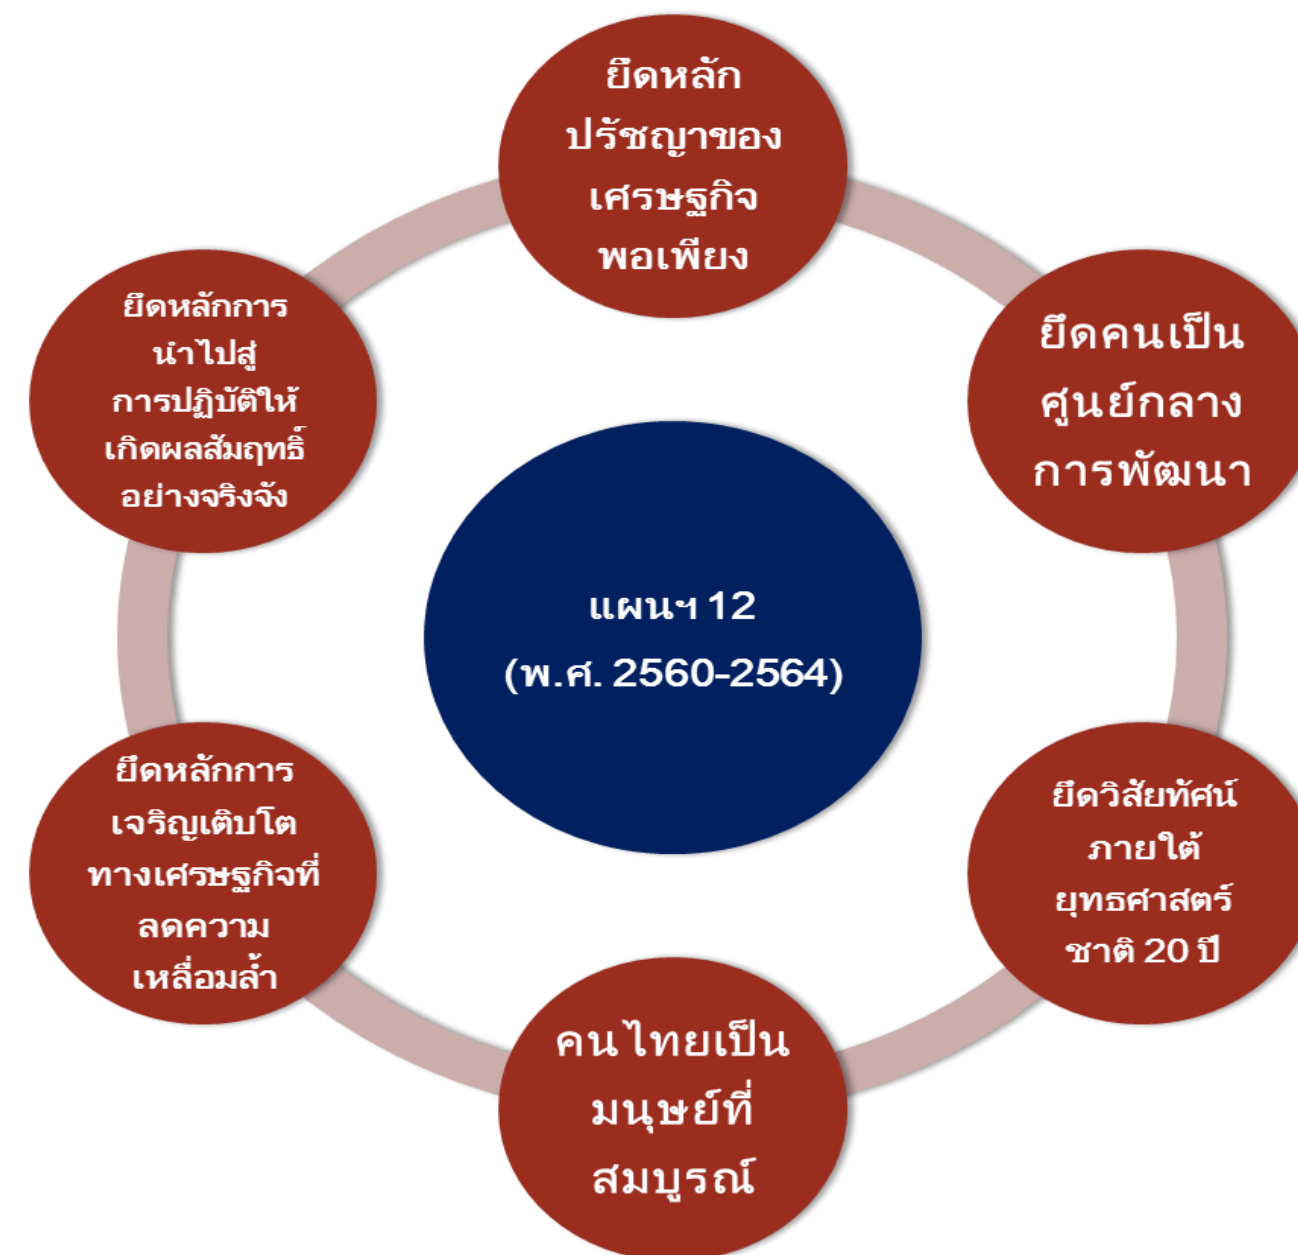 ยึดหลัก
ปรัชญาของ
เศรษฐกิจ
พอเพียง
ยึดคนเป็น
ศูนย์กลาง
การพัฒนา
ยึดวิสัยทัศน์
ภายใต้
ยุทธศาสตร์
ชาติ 20 ปี
คนไทยเป็น
มนุษย์ที่
สมบูรณ์
ยึดหลักการ
เจริญเติบโต
ทางเศรษฐกิจที่
ลดความ
เหลื่อมล้ำ
ยึดหลักการ
นำไปสู่
การปฏิบัติให้
เกิดผลสัมฤทธิ์
อย่างจริงจัง
แผนฯ 12
(พ.ศ. 2560-2564)